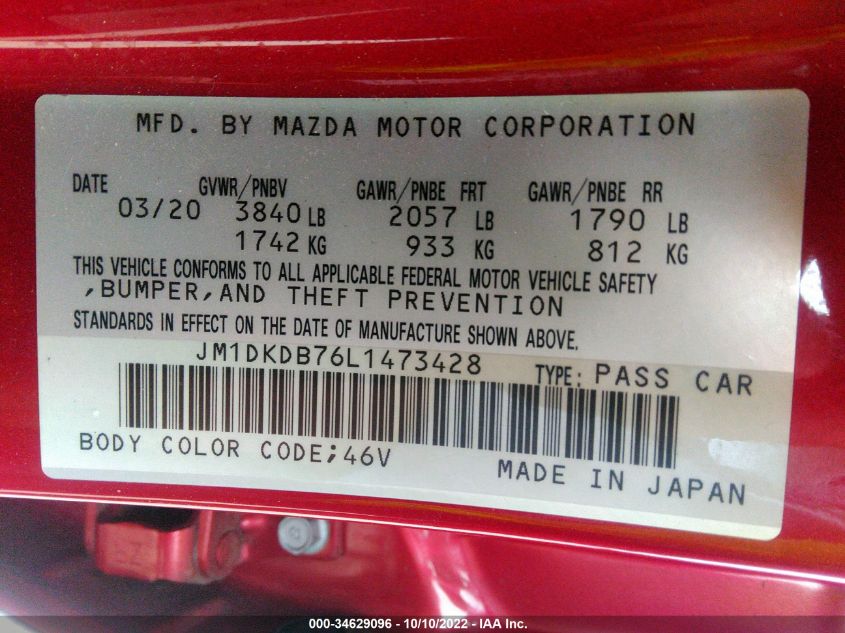 MFD. BY MAZDA MOTOR CORPORATION
DATE GVWR/PNBV GAWR/PNBE FRT GAWR/PNBE RR
03/20 3840 LB 2057 LB 1790 LB
1742 KG 933 KG 812 KG
THIS VEHICLE CONFORMS TO ALL APPLICABLE FEDERAL MOTOR VEHICLE SAFETY
,BUMPER,AND THEFT PREVENTION
STANDARDS IN EFFECT ON THE DATE OF MANUFACTURE SHOWN ABOVE.
JM1DKDB76L1473428 TYPE: PASS CAR
BODY COLOR CODE;46V MADE IN JAPAN
000-34629096 - 10/10/2022 - IAA Inc.